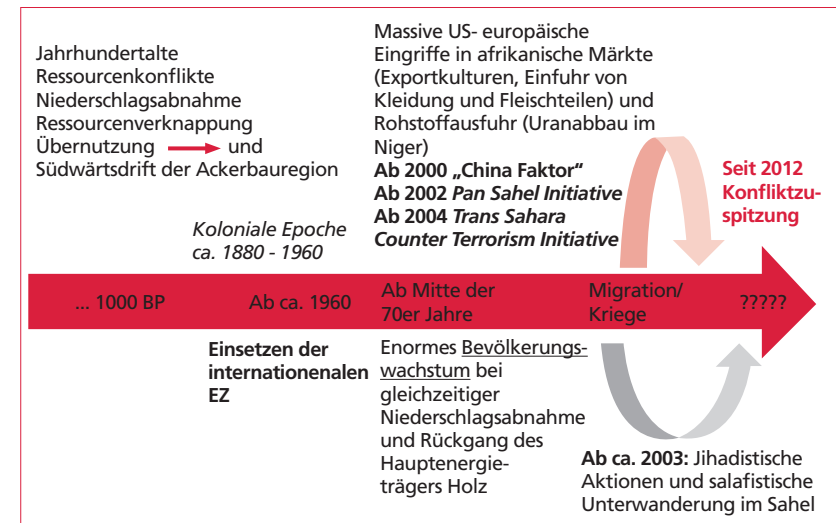 Jahrhundertalte
Ressourcenkonflikte
Niederschlagsabnahme
Ressourcenverknappung
Übernutzung und
Südwärtsdrift der Ackerbauregion
Massive US- europäische
Eingriffe in afrikanische Märkte
(Exportkulturen, Einfuhr von
Kleidung und Fleischteilen) und
Rohstoffausfuhr (Uranabbau im
Niger)
Ab 2000 „China Faktor“
Ab 2002 Pan Sahel Initiative
Ab 2004 Trans Sahara
Counter Terrorism Initiative
Seit 2012
Konfliktzu-
spitzung
Koloniale Epoche
ca. 1880 - 1960
... 1000 BP
Ab ca. 1960
Ab Mitte der
70er Jahre
Migration/
Kriege
?????
Einsetzen der
internationenalen
EZ
Enormes Bevölkerungs-
wachstum bei
gleichzeitiger
Niederschlagsabnahme
und Rückgang des
Hauptenergie-
trägers Holz
Ab ca. 2003: Jihadistische
Aktionen und salafistische
Unterwanderung im Sahel